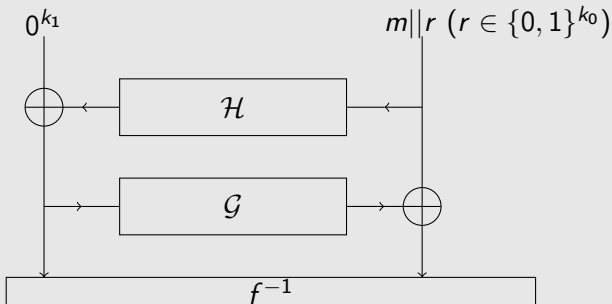 0^{k_1} m||r (r ∈ {0, 1}^{k_0})
ℋ
𝒢
f^{−1}